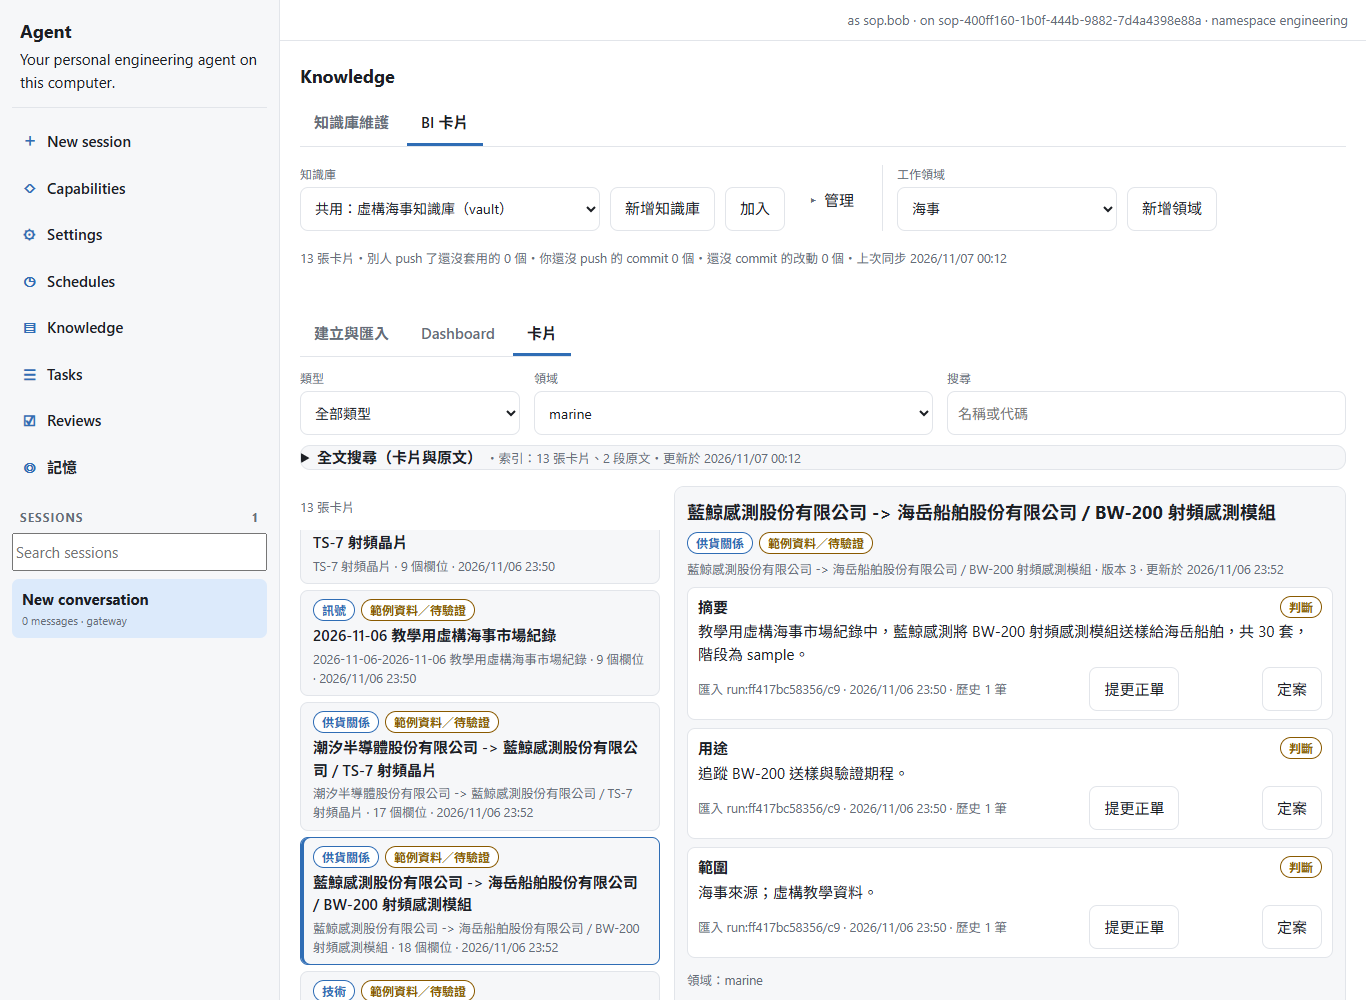 Agent
Your personal engineering agent on
this computer.
New session
Capabilities
Settings
Schedules
Knowledge
Tasks
Reviews
記憶
SESSIONS 1
Search sessions
New conversation
0 messages · gateway
as sop.bob · on sop-400ff160-1b0f-444b-9882-7d4a4398e88a · namespace engineering
Knowledge
知識庫維護 BI 卡片
知識庫
共用：虛構海事知識庫（vault） 新增知識庫 加入 ▸ 管理
工作領域
海事 新增領域
13 張卡片・別人 push 了還沒套用的 0 個・你還沒 push 的 commit 0 個・還沒 commit 的改動 0 個・上次同步 2026/11/07 00:12
建立與匯入 Dashboard 卡片
類型 領域 搜尋
全部類型 marine 名稱或代碼
▶ 全文搜尋（卡片與原文） ・索引：13 張卡片、2 段原文・更新於 2026/11/07 00:12
13 張卡片
TS-7 射頻晶片
TS-7 射頻晶片 · 9 個欄位 · 2026/11/06 23:50
訊號 範例資料／待驗證
2026-11-06 教學用虛構海事市場紀錄
2026-11-06-2026-11-06 教學用虛構海事市場紀錄 · 9 個欄位
· 2026/11/06 23:50
供貨關係 範例資料／待驗證
潮汐半導體股份有限公司 -> 藍鯨感測股份有限公
司 / TS-7 射頻晶片
潮汐半導體股份有限公司 -> 藍鯨感測股份有限公司 / TS-7
射頻晶片 · 17 個欄位 · 2026/11/06 23:52
供貨關係 範例資料／待驗證
藍鯨感測股份有限公司 -> 海岳船舶股份有限公司
/ BW-200 射頻感測模組
藍鯨感測股份有限公司 -> 海岳船舶股份有限公司 / BW-200
射頻感測模組 · 18 個欄位 · 2026/11/06 23:52
技術 範例資料／待驗證
藍鯨感測股份有限公司 -> 海岳船舶股份有限公司 / BW-200 射頻感測模組
供貨關係 範例資料／待驗證
藍鯨感測股份有限公司 -> 海岳船舶股份有限公司 / BW-200 射頻感測模組 · 版本 3 · 更新於 2026/11/06 23:52
摘要 判斷
教學用虛構海事市場紀錄中，藍鯨感測將 BW-200 射頻感測模組送樣給海岳船舶，共 30 套，
階段為 sample。
匯入 run:ff417bc58356/c9 · 2026/11/06 23:50 · 歷史 1 筆 提更正單 定案
用途 判斷
追蹤 BW-200 送樣與驗證期程。
匯入 run:ff417bc58356/c9 · 2026/11/06 23:50 · 歷史 1 筆 提更正單 定案
範圍 判斷
海事來源；虛構教學資料。
匯入 run:ff417bc58356/c9 · 2026/11/06 23:50 · 歷史 1 筆 提更正單 定案
領域：marine